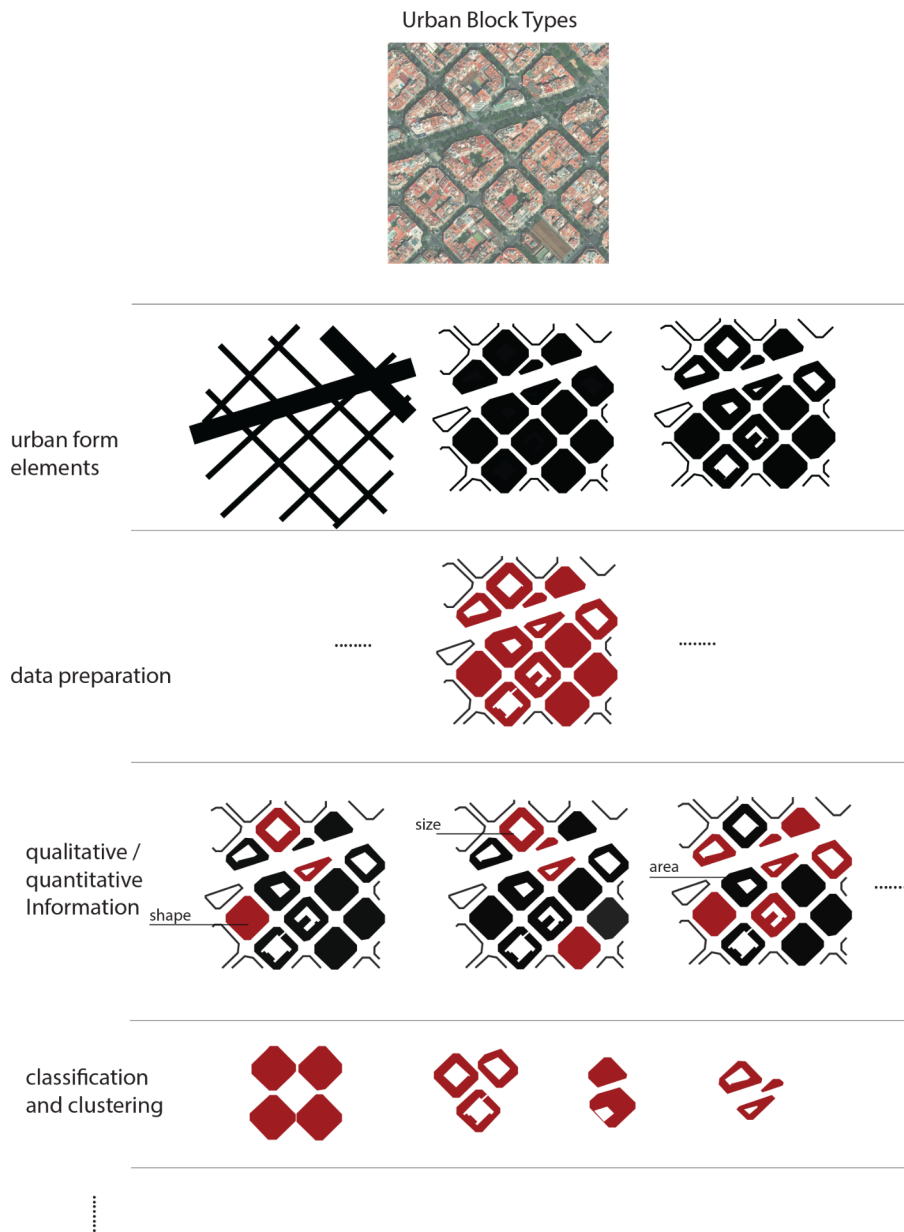 Urban Block Types
urban form
elements
........
........
data preparation
size
area
qualitative /
quantitative
Information
........
shape
classification
and clustering